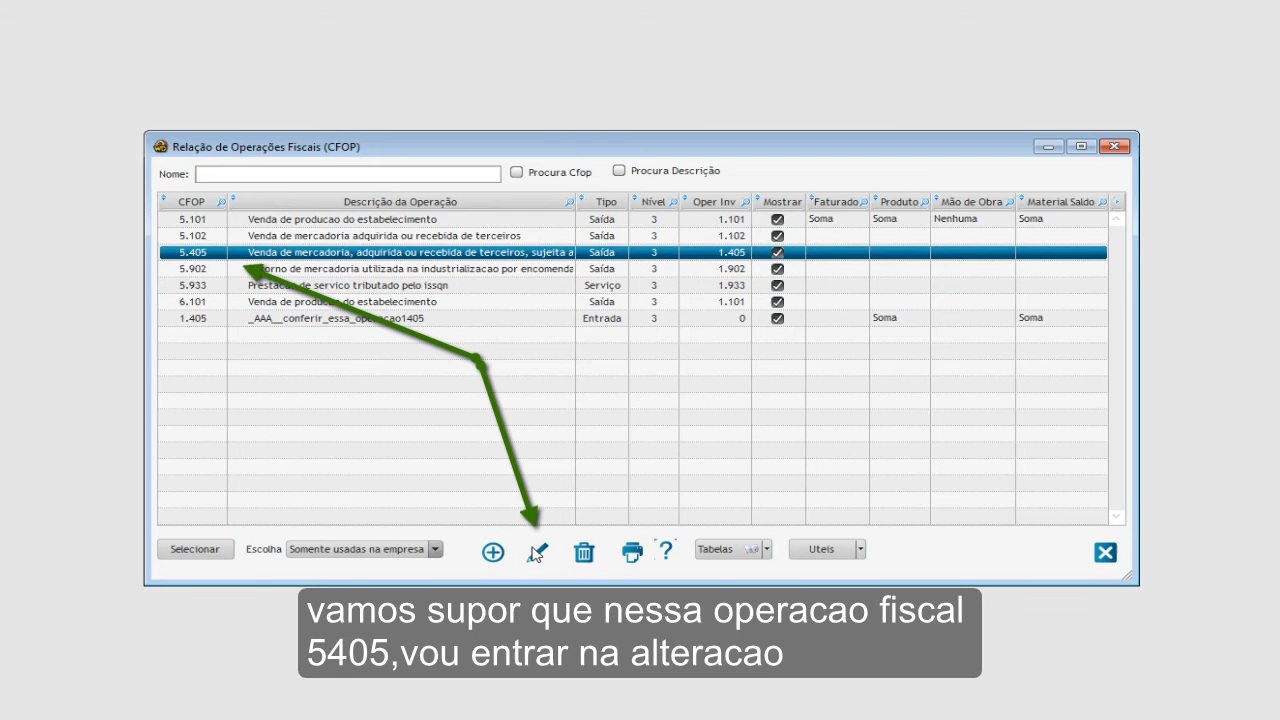 Relação de Operações Fiscais (CFOP)
Nome: Procura Cfop Procura Descrição
CFOP Descrição da Operação Tipo Nível Oper Inv Mostrar Faturado Produto Mão de Obra Material Saldo
5.101 Venda de producao do estabelecimento Saída 3 1.101 Soma Soma Nenhuma Soma
5.102 Venda de mercadoria adquirida ou recebida de terceiros Saída 3 1.102
5.405 Venda de mercadoria, adquirida ou recebida de terceiros, sujeita a Saída 3 1.405
5.902 orno de mercadoria utilizada na industrializacao por encomenda Saída 3 1.902
5.933 Prestacao de servico tributado pelo issqn Serviço 3 1.933
6.101 Venda de producao do estabelecimento Saída 3 1.101
1.405 _AAA__conferir_essa_operacao1405 Entrada 3 0 Soma Soma
Selecionar Escolha Somente usadas na empresa ? Tabelas Uteis
vamos supor que nessa operacao fiscal
5405,vou entrar na alteracao